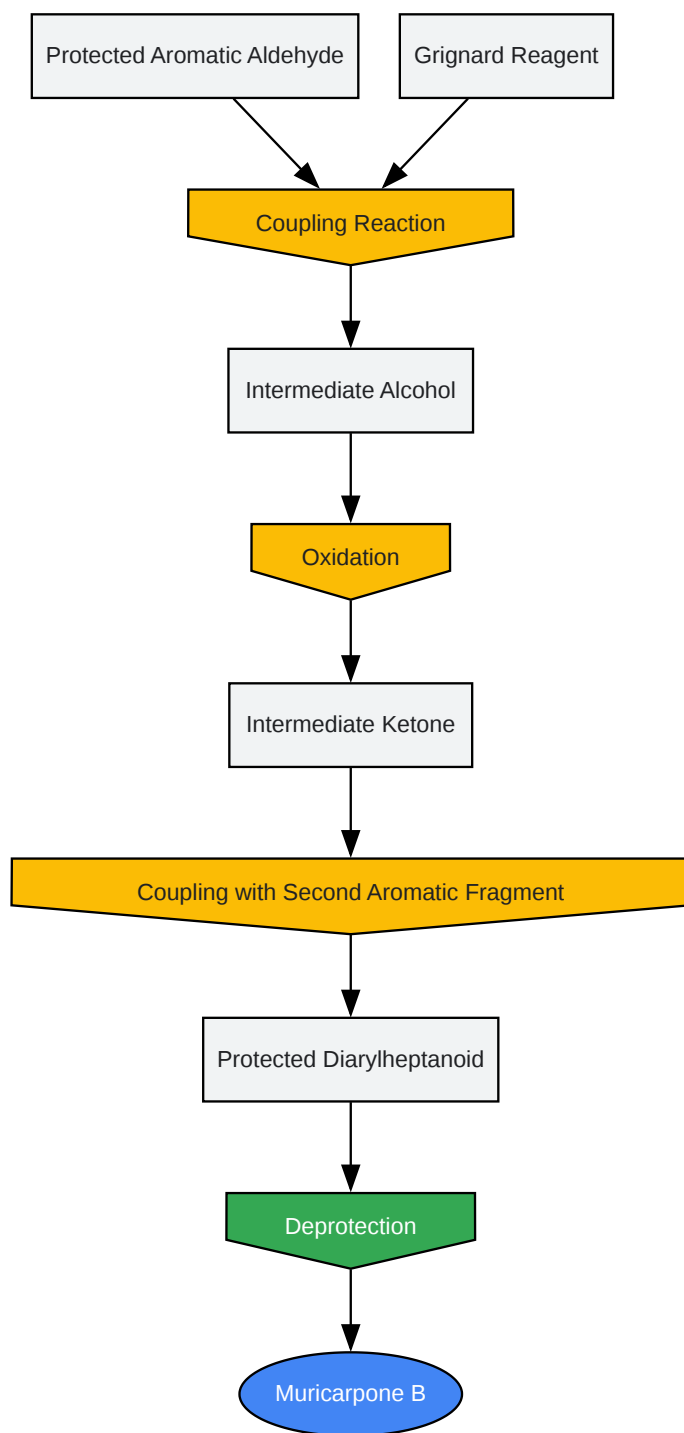 Protected Aromatic Aldehyde
Grignard Reagent
Coupling Reaction
Intermediate Alcohol
Oxidation
Intermediate Ketone
Coupling with Second Aromatic Fragment
Protected Diarylheptanoid
Deprotection
Muricarpone B